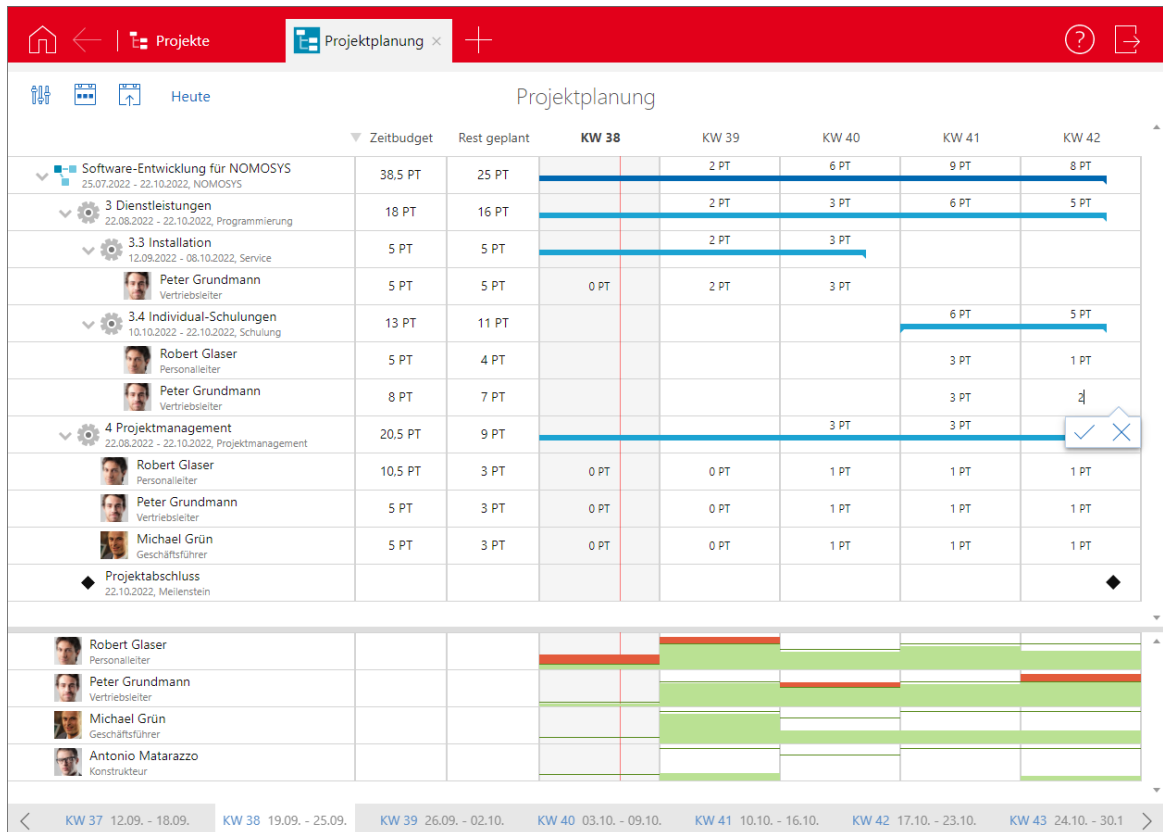 Projekte
Projektplanung ×
?
Heute
Projektplanung
Zeitbudget Rest geplant KW 38 KW 39 KW 40 KW 41 KW 42
Software-Entwicklung für NOMOSYS
25.07.2022 - 22.10.2022, NOMOSYS
38,5 PT 25 PT 2 PT 6 PT 9 PT 8 PT
3 Dienstleistungen
22.08.2022 - 22.10.2022, Programmierung
18 PT 16 PT 2 PT 3 PT 6 PT 5 PT
3.3 Installation
12.09.2022 - 08.10.2022, Service
5 PT 5 PT 2 PT 3 PT
Peter Grundmann
Vertriebsleiter
5 PT 5 PT 0 PT 2 PT 3 PT
3.4 Individual-Schulungen
10.10.2022 - 22.10.2022, Schulung
13 PT 11 PT 6 PT 5 PT
Robert Glaser
Personalleiter
5 PT 4 PT 3 PT 1 PT
Peter Grundmann
Vertriebsleiter
8 PT 7 PT 3 PT 2
4 Projektmanagement
22.08.2022 - 22.10.2022, Projektmanagement
20,5 PT 9 PT 3 PT 3 PT
Robert Glaser
Personalleiter
10,5 PT 3 PT 0 PT 0 PT 1 PT 1 PT 1 PT
Peter Grundmann
Vertriebsleiter
5 PT 3 PT 0 PT 0 PT 1 PT 1 PT 1 PT
Michael Grün
Geschäftsführer
5 PT 3 PT 0 PT 0 PT 1 PT 1 PT 1 PT
Projektabschluss
22.10.2022, Meilenstein
Robert Glaser
Personalleiter
Peter Grundmann
Vertriebsleiter
Michael Grün
Geschäftsführer
Antonio Matarazzo
Konstrukteur
KW 37 12.09. - 18.09. KW 38 19.09. - 25.09. KW 39 26.09. - 02.10. KW 40 03.10. - 09.10. KW 41 10.10. - 16.10. KW 42 17.10. - 23.10. KW 43 24.10. - 30.1